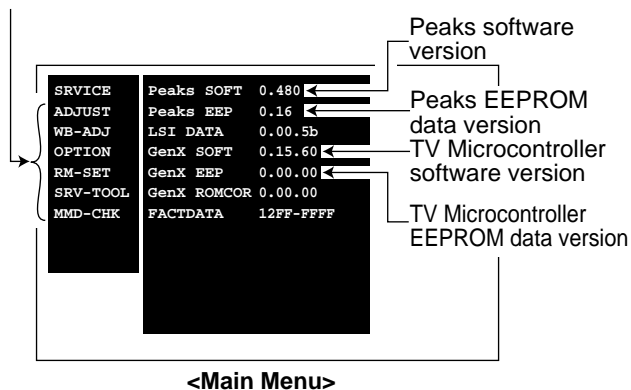 Peaks software
version
SRVICE Peaks SOFT 0.480
ADJUST Peaks EEP 0.16
Peaks EEPROM
data version
WB-ADJ LSI DATA 0.00.5b
OPTION GenX SOFT 0.15.60
TV Microcontroller
software version
RM-SET GenX EEP 0.00.00
SRV-TOOL GenX ROMCOR 0.00.00
MMD-CHK FACTDATA 12FF-FFFF
TV Microcontroller
EEPROM data version
<Main Menu>